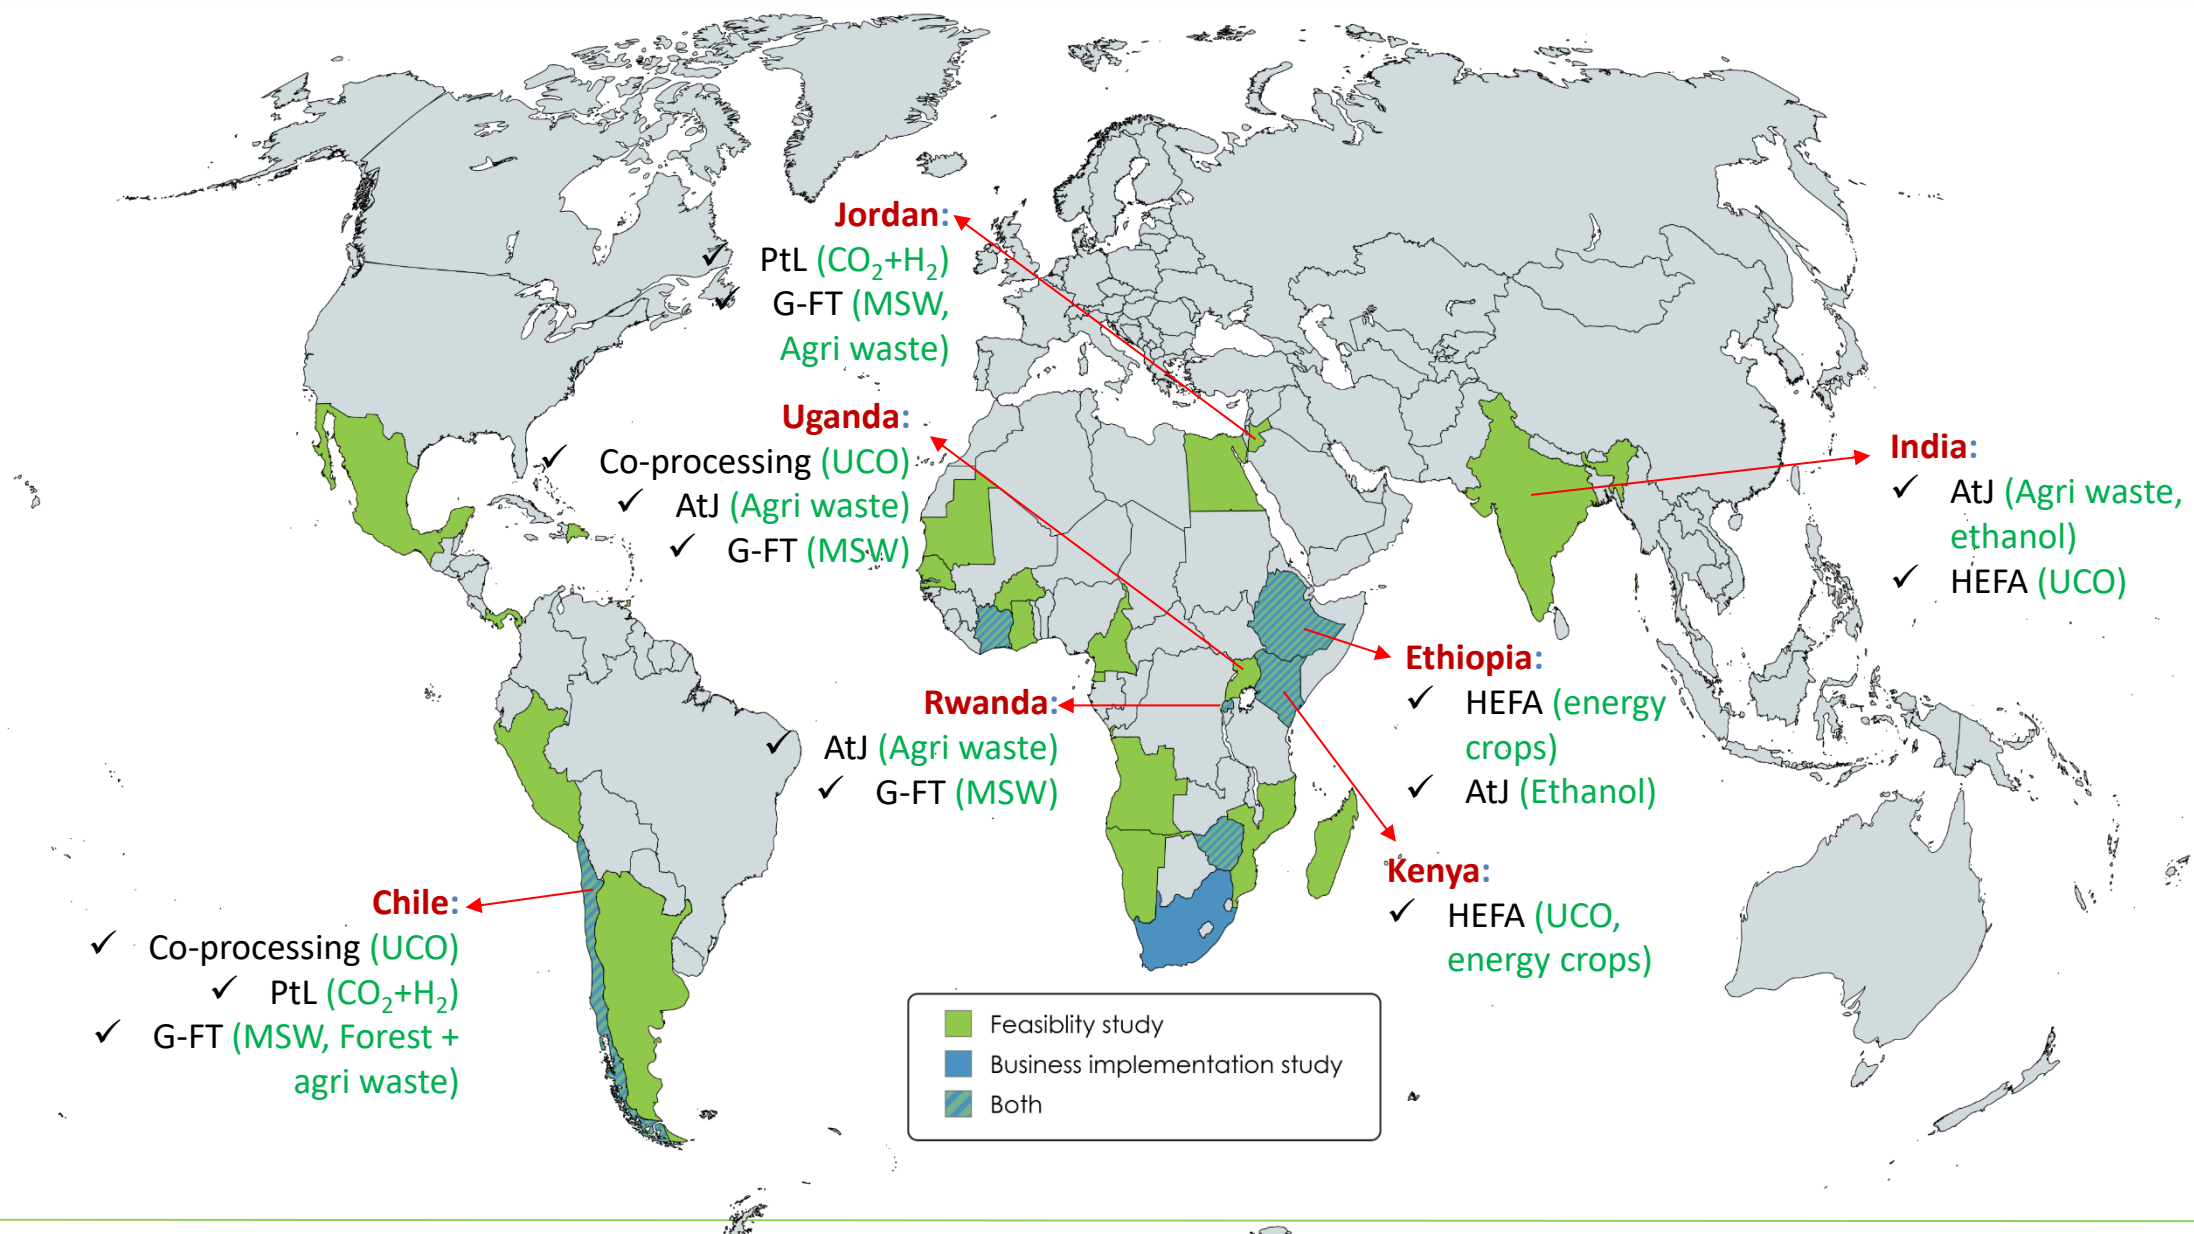 Jordan:
✓ PtL (CO₂+H₂)
✓ G-FT (MSW,
Agri waste)
Uganda:
✓ Co-processing (UCO)
✓ AtJ (Agri waste)
✓ G-FT (MSW)
India:
✓ AtJ (Agri waste,
ethanol)
✓ HEFA (UCO)
Ethiopia:
✓ HEFA (energy
crops)
✓ AtJ (Ethanol)
Rwanda:
✓ AtJ (Agri waste)
✓ G-FT (MSW)
Kenya:
✓ HEFA (UCO,
energy crops)
Chile:
✓ Co-processing (UCO)
✓ PtL (CO₂+H₂)
✓ G-FT (MSW, Forest +
agri waste)
Feasiblity study
Business implementation study
Both